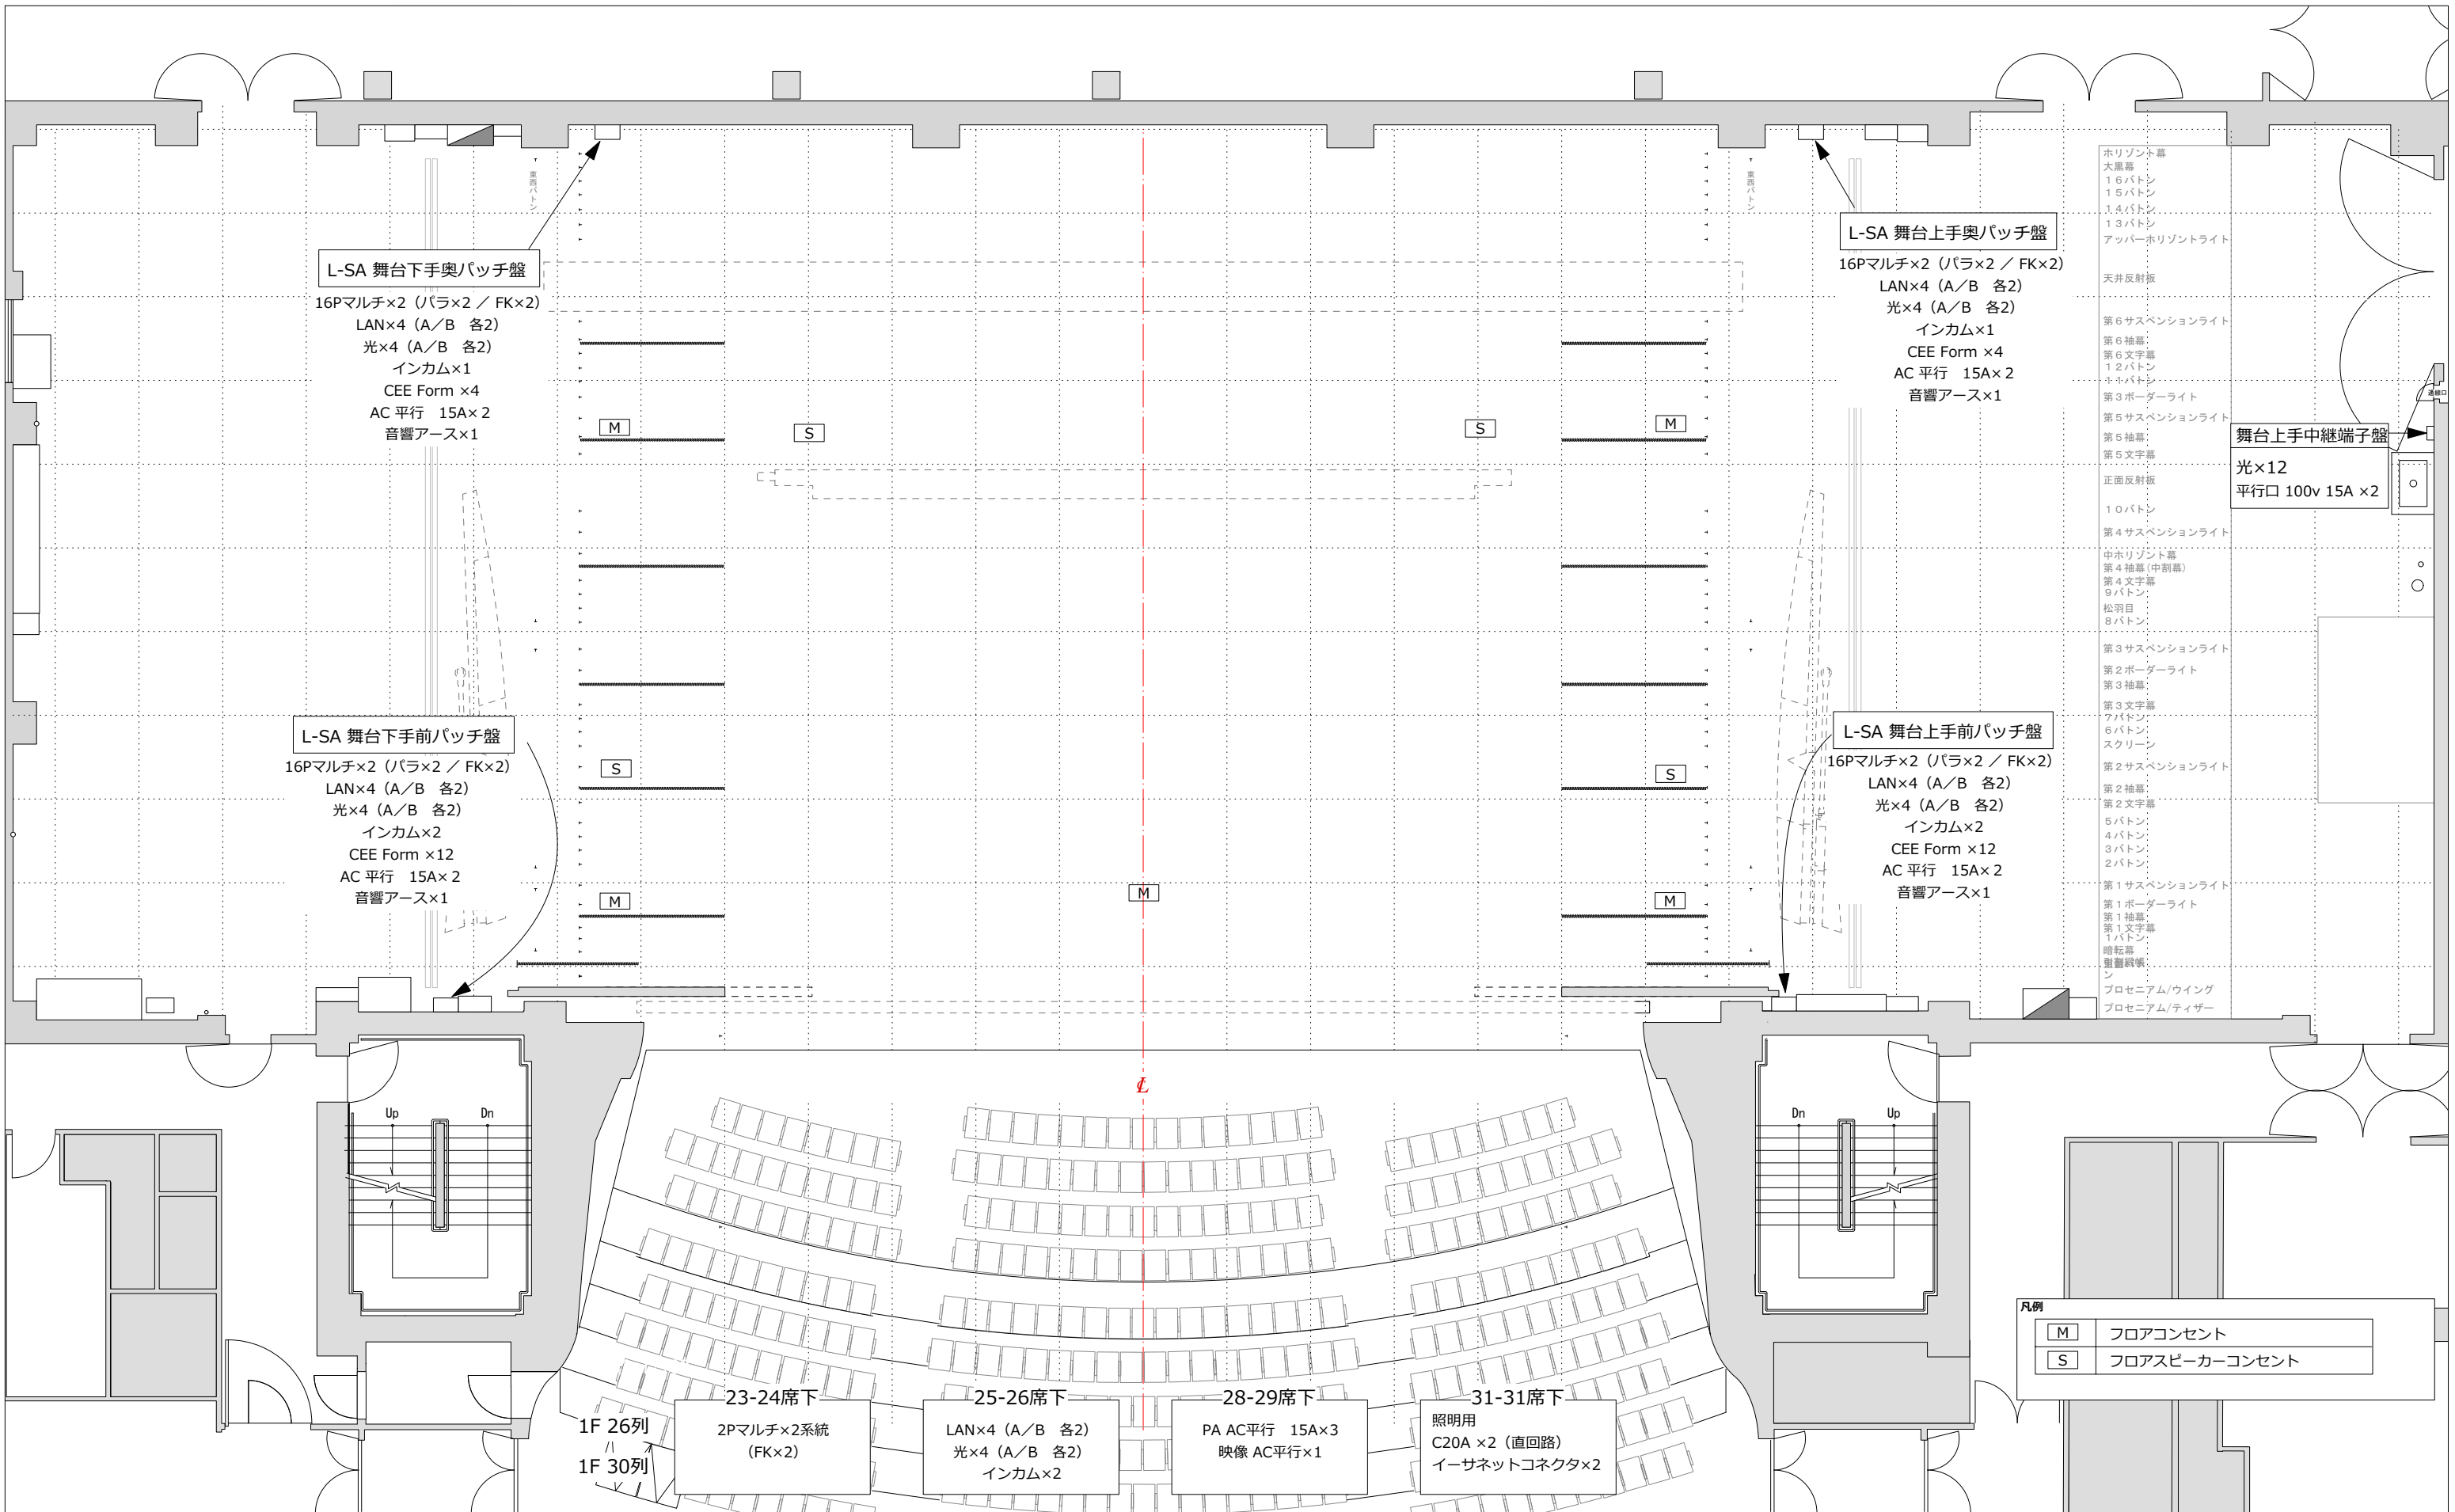 東西バトン
東西バトン
L-SA 舞台下手奥パッチ盤
16Pマルチ×2（パラ×2 ／ FK×2）
LAN×4（A／B　各2）
光×4（A／B　各2）
インカム×1
CEE Form ×4
AC 平行　15A×２
音響アース×1
L-SA 舞台上手奥パッチ盤
16Pマルチ×2（パラ×2 ／ FK×2）
LAN×4（A／B　各2）
光×4（A／B　各2）
インカム×1
CEE Form ×4
AC 平行　15A×２
音響アース×1
ホリゾント幕
大黒幕
１６バトン
１５バトン
１４バトン
１３バトン
アッパーホリゾントライト
天井反射板
第６サスペンションライト
第６袖幕
第６文字幕
１２バトン
１１バトン
第３ボーダーライト
第５サスペンションライト
第５袖幕
第５文字幕
正面反射板
１０バトン
第４サスペンションライト
中ホリゾント幕
第４袖幕(中割幕)
第４文字幕
９バトン
松羽目
８バトン
第３サスペンションライト
第２ボーダーライト
第３袖幕
第３文字幕
７バトン
６バトン
スクリーン
第２サスペンションライト
第２袖幕
第２文字幕
５バトン
４バトン
３バトン
２バトン
第１サスペンションライト
第１ボーダーライト
第１袖幕
第１文字幕
１バトン
暗転幕
ン
プロセニアム/ウイング
プロセニアム/ティザー
舞台上手中継端子盤
光×12
平行口 100v 15A ×2
M
S
S
M
S
S
M
M
M
L-SA 舞台下手前パッチ盤
16Pマルチ×2（パラ×2 ／ FK×2）
LAN×4（A／B　各2）
光×4（A／B　各2）
インカム×2
CEE Form ×12
AC 平行　15A×２
音響アース×1
L-SA 舞台上手前パッチ盤
16Pマルチ×2（パラ×2 ／ FK×2）
LAN×4（A／B　各2）
光×4（A／B　各2）
インカム×2
CEE Form ×12
AC 平行　15A×２
音響アース×1
℄
Up
Dn
Dn
Up
凡例
M フロアコンセント
S フロアスピーカーコンセント
1F 26列
1F 30列
23-24席下
2Pマルチ×2系統
（FK×2）
25-26席下
LAN×4（A／B　各2）
光×4（A／B　各2）
インカム×2
28-29席下
PA AC平行　15A×3
映像 AC平行×1
31-31席下
照明用
C20A ×2（直回路）
イーサネットコネクタ×2